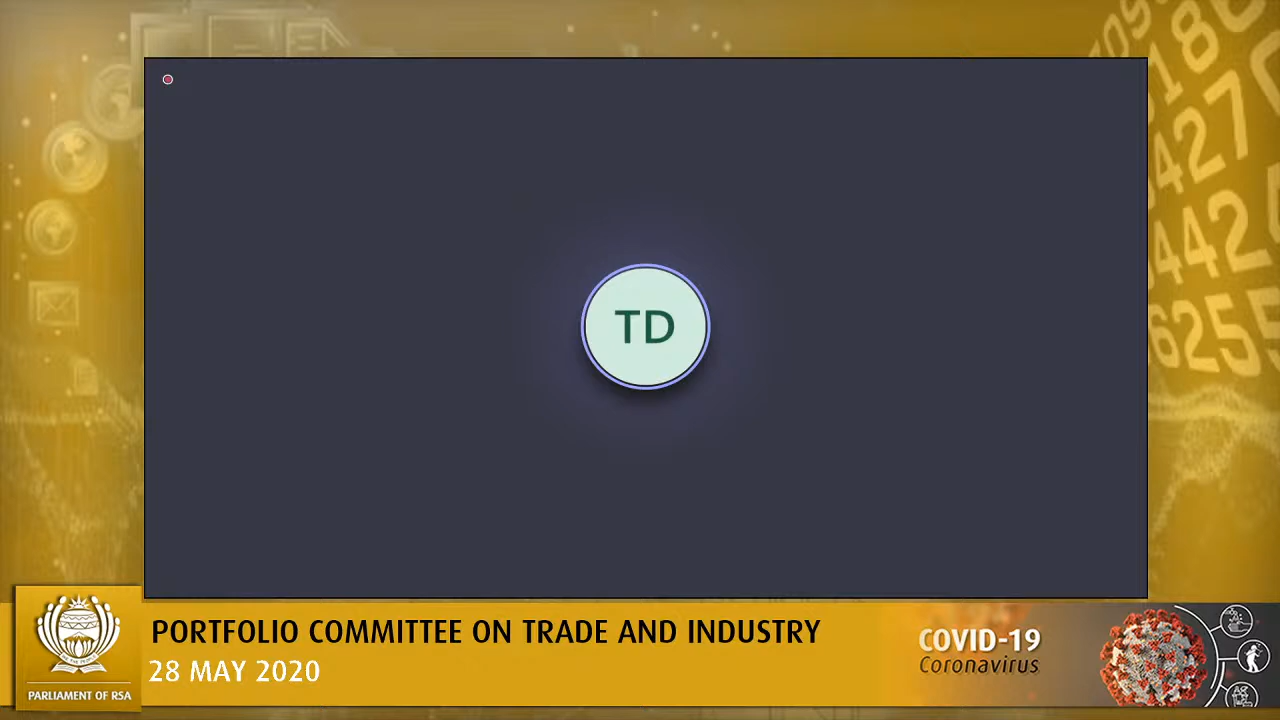 TD
PORTFOLIO COMMITTEE ON TRADE AND INDUSTRY
28 MAY 2020
PARLIAMENT OF RSA
COVID-19
Coronavirus